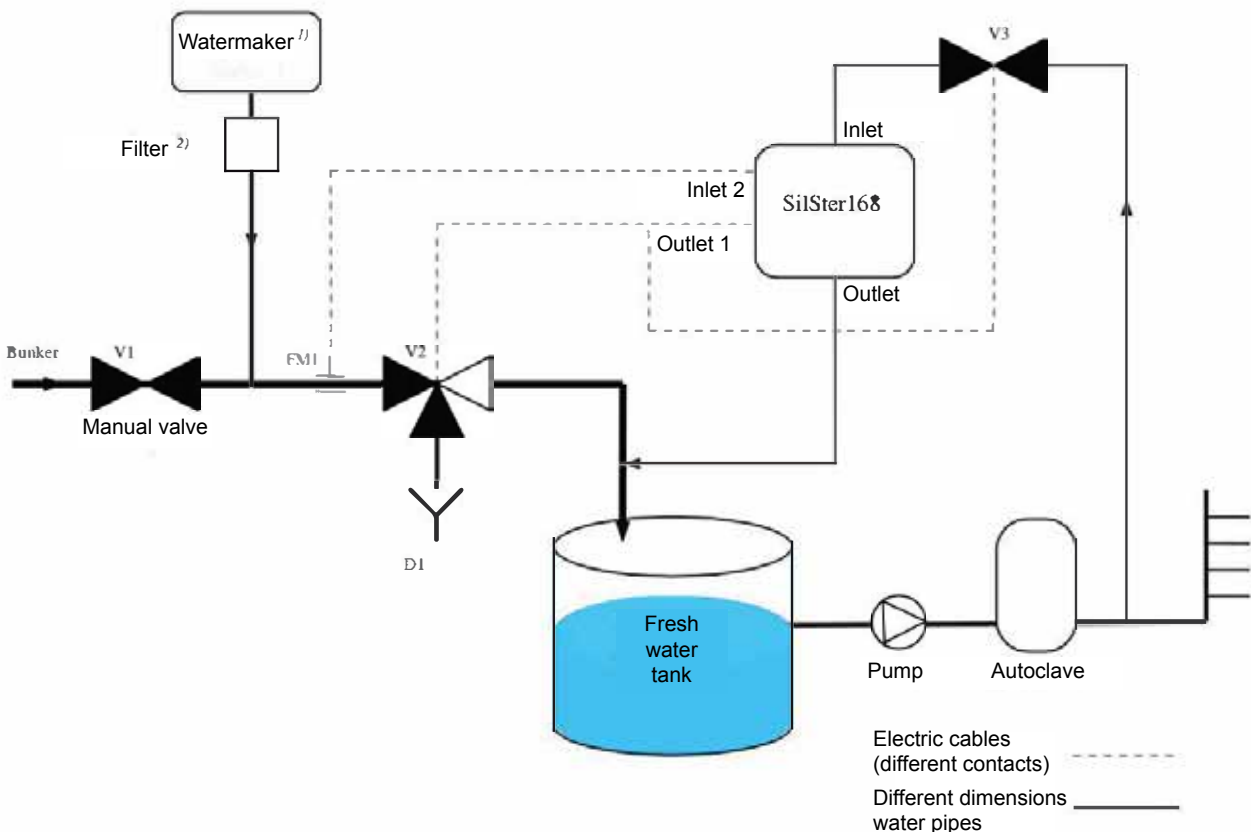 Watermaker 1)
V3
Filter 2)
Inlet
Inlet 2
SilSter168
Outlet 1
Outlet
Bunker
V1
FM1
V2
Manual valve
D1
Fresh
water
tank
Pump
Autoclave
Electric cables
(different contacts)
Different dimensions
water pipes